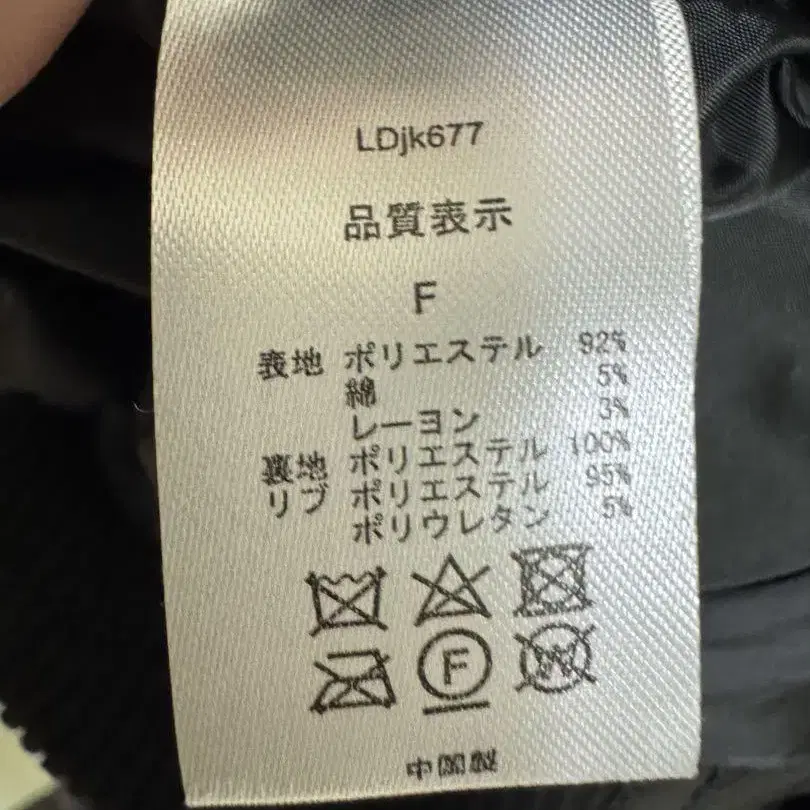 LDjk677
品質表示
F
表地 ポリエステル 92%
綿 5%
レーヨン 3%
裏地 ポリエステル 100%
リブ ポリエステル 95%
ポリウレタン 5%
F
W
中国製